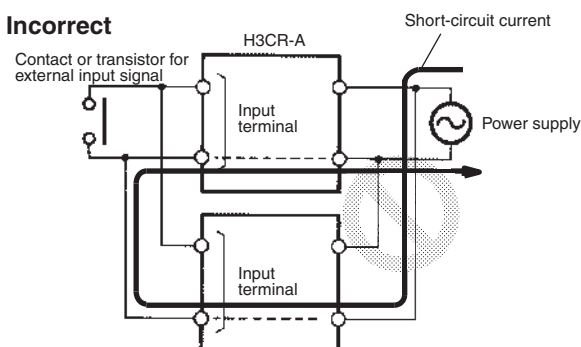 Incorrect
Short-circuit current
H3CR-A
Contact or transistor for
external input signal
Input
terminal
Power supply
Input
terminal